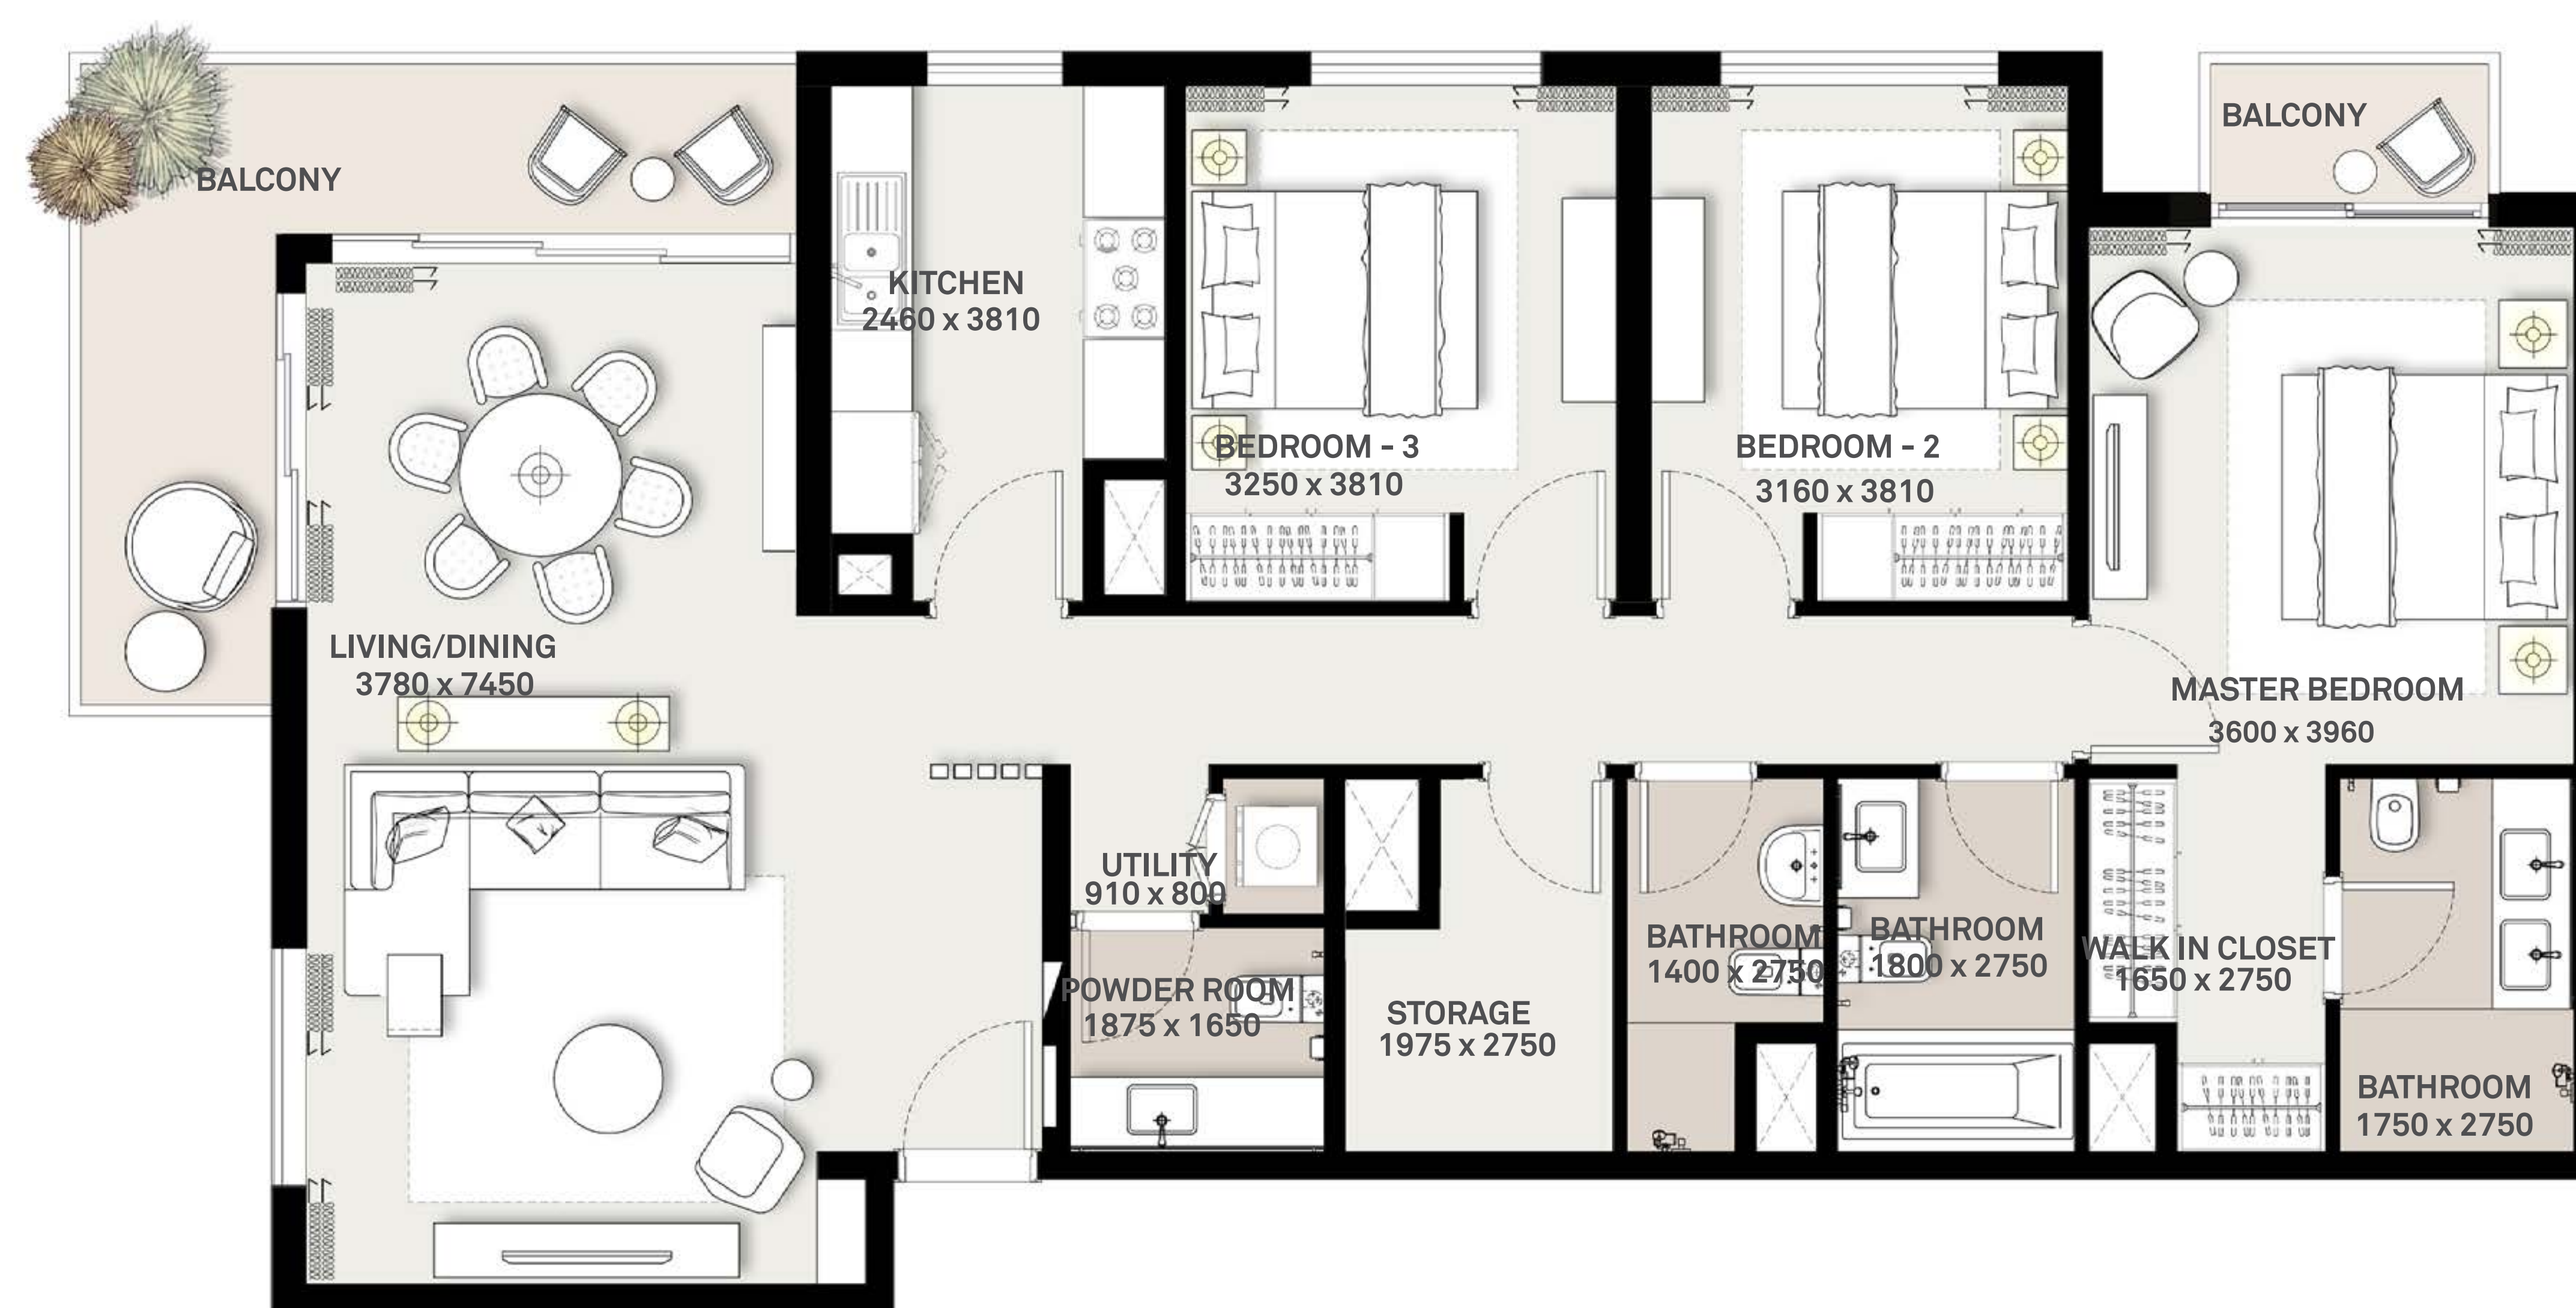 BALCONY
BALCONY
KITCHEN
2460 x 3810
BEDROOM - 3
3250 x 3810
BEDROOM - 2
3160 x 3810
LIVING/DINING
3780 x 7450
MASTER BEDROOM
3600 x 3960
UTILITY
910 x 800
POWDER ROOM
1875 x 1650
STORAGE
1975 x 2750
BATHROOM
1400 x 2750
BATHROOM
1800 x 2750
WALK IN CLOSET
1650 x 2750
BATHROOM
1750 x 2750